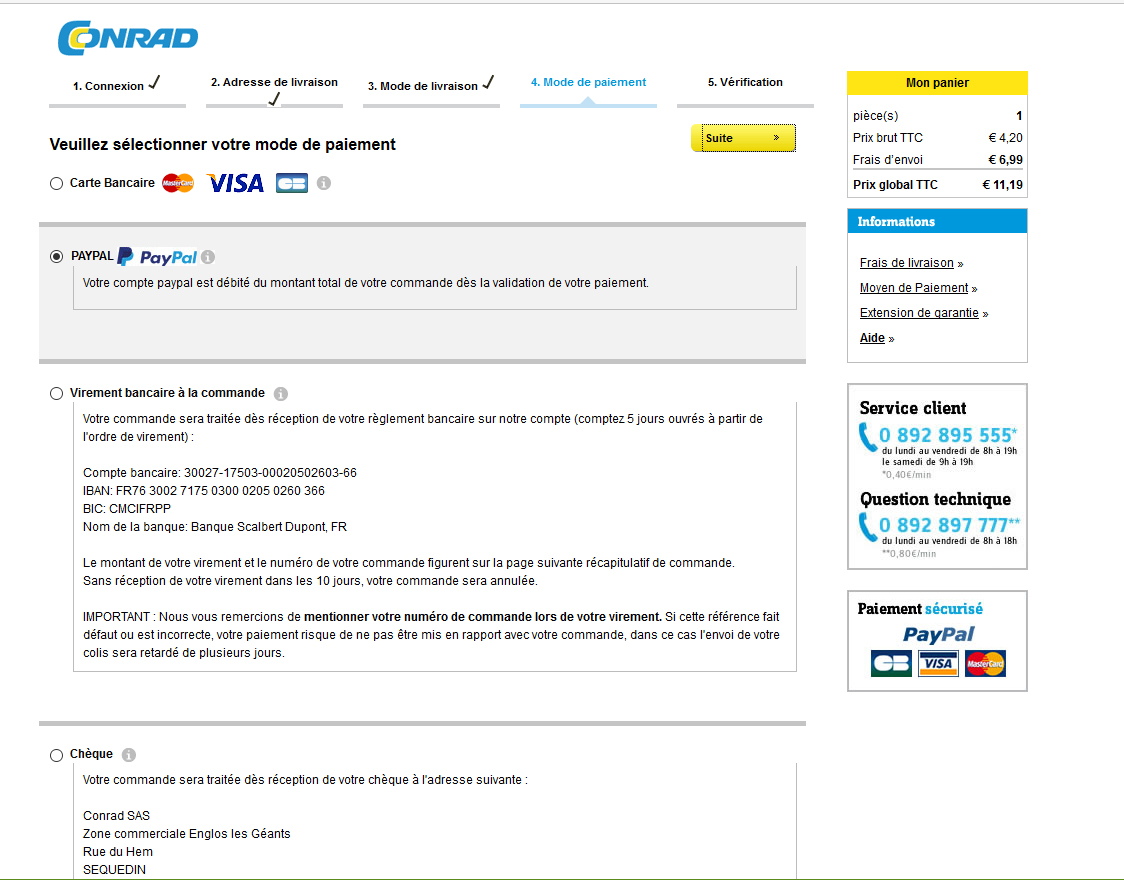 CONRAD
1. Connexion
2. Adresse de livraison
3. Mode de livraison
4. Mode de paiement
5. Vérification
Veuillez sélectionner votre mode de paiement
Suite »
Carte Bancaire MasterCard VISA CB i
PAYPAL P PayPal i
Votre compte paypal est débité du montant total de votre commande dès la validation de votre paiement.
Virement bancaire à la commande i
Votre commande sera traitée dès réception de votre règlement bancaire sur notre compte (comptez 5 jours ouvrés à partir de
l'ordre de virement) :
Compte bancaire: 30027-17503-00020502603-66
IBAN: FR76 3002 7175 0300 0205 0260 366
BIC: CMCIFRPP
Nom de la banque: Banque Scalbert Dupont, FR
Le montant de votre virement et le numéro de votre commande figurent sur la page suivante récapitulatif de commande.
Sans réception de votre virement dans les 10 jours, votre commande sera annulée.
IMPORTANT : Nous vous remercions de mentionner votre numéro de commande lors de votre virement. Si cette référence fait
défaut ou est incorrecte, votre paiement risque de ne pas être mis en rapport avec votre commande, dans ce cas l'envoi de votre
colis sera retardé de plusieurs jours.
Chèque i
Votre commande sera traitée dès réception de votre chèque à l'adresse suivante :
Conrad SAS
Zone commerciale Englos les Géants
Rue du Hem
SEQUEDIN
Mon panier
pièce(s) 1
Prix brut TTC € 4,20
Frais d'envoi € 6,99
Prix global TTC € 11,19
Informations
Frais de livraison »
Moyen de Paiement »
Extension de garantie »
Aide »
Service client
0 892 895 555*
du lundi au vendredi de 8h à 19h
le samedi de 9h à 19h
*0,40€/min
Question technique
0 892 897 777**
du lundi au vendredi de 8h à 18h
**0,80€/min
Paiement sécurisé
PayPal
CB VISA MasterCard